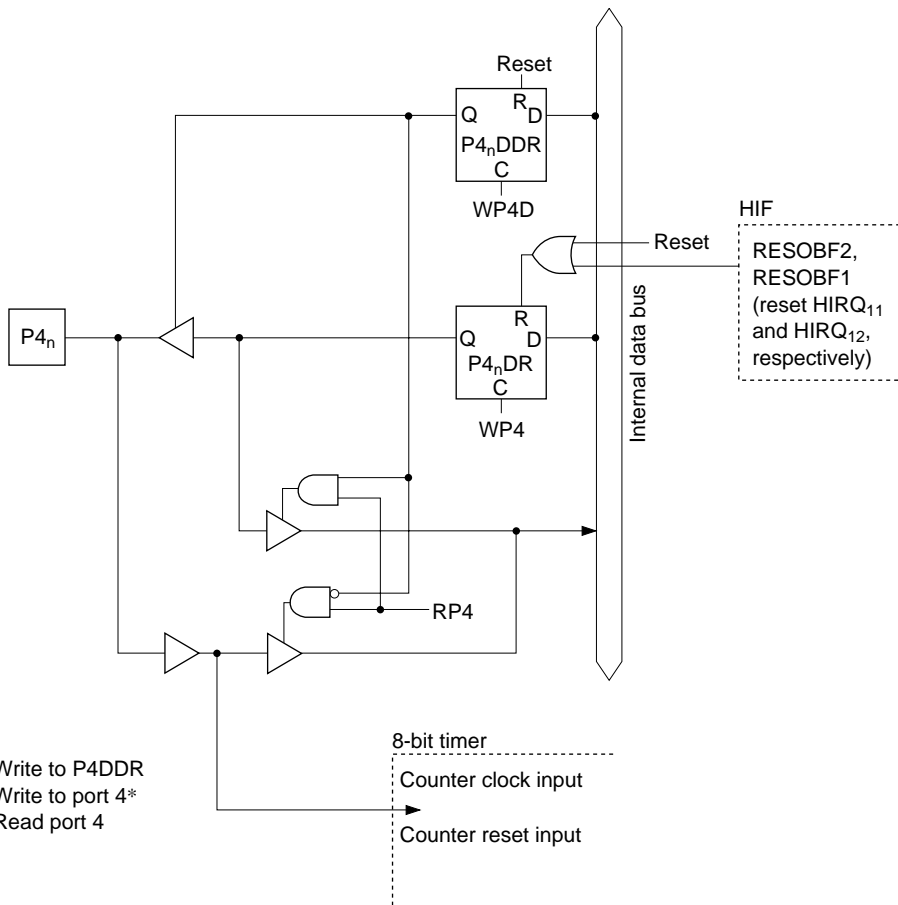 Reset
R
Q
D
P4nDDR
C
WP4D
HIF
Reset
RESOBF2,
RESOBF1
(reset HIRQ11
and HIRQ12,
respectively)
R
P4n
Q
D
P4nDR
C
WP4
Internal data bus
RP4
8-bit timer
Write to P4DDR
Counter clock input
Write to port 4*
Read port 4
Counter reset input